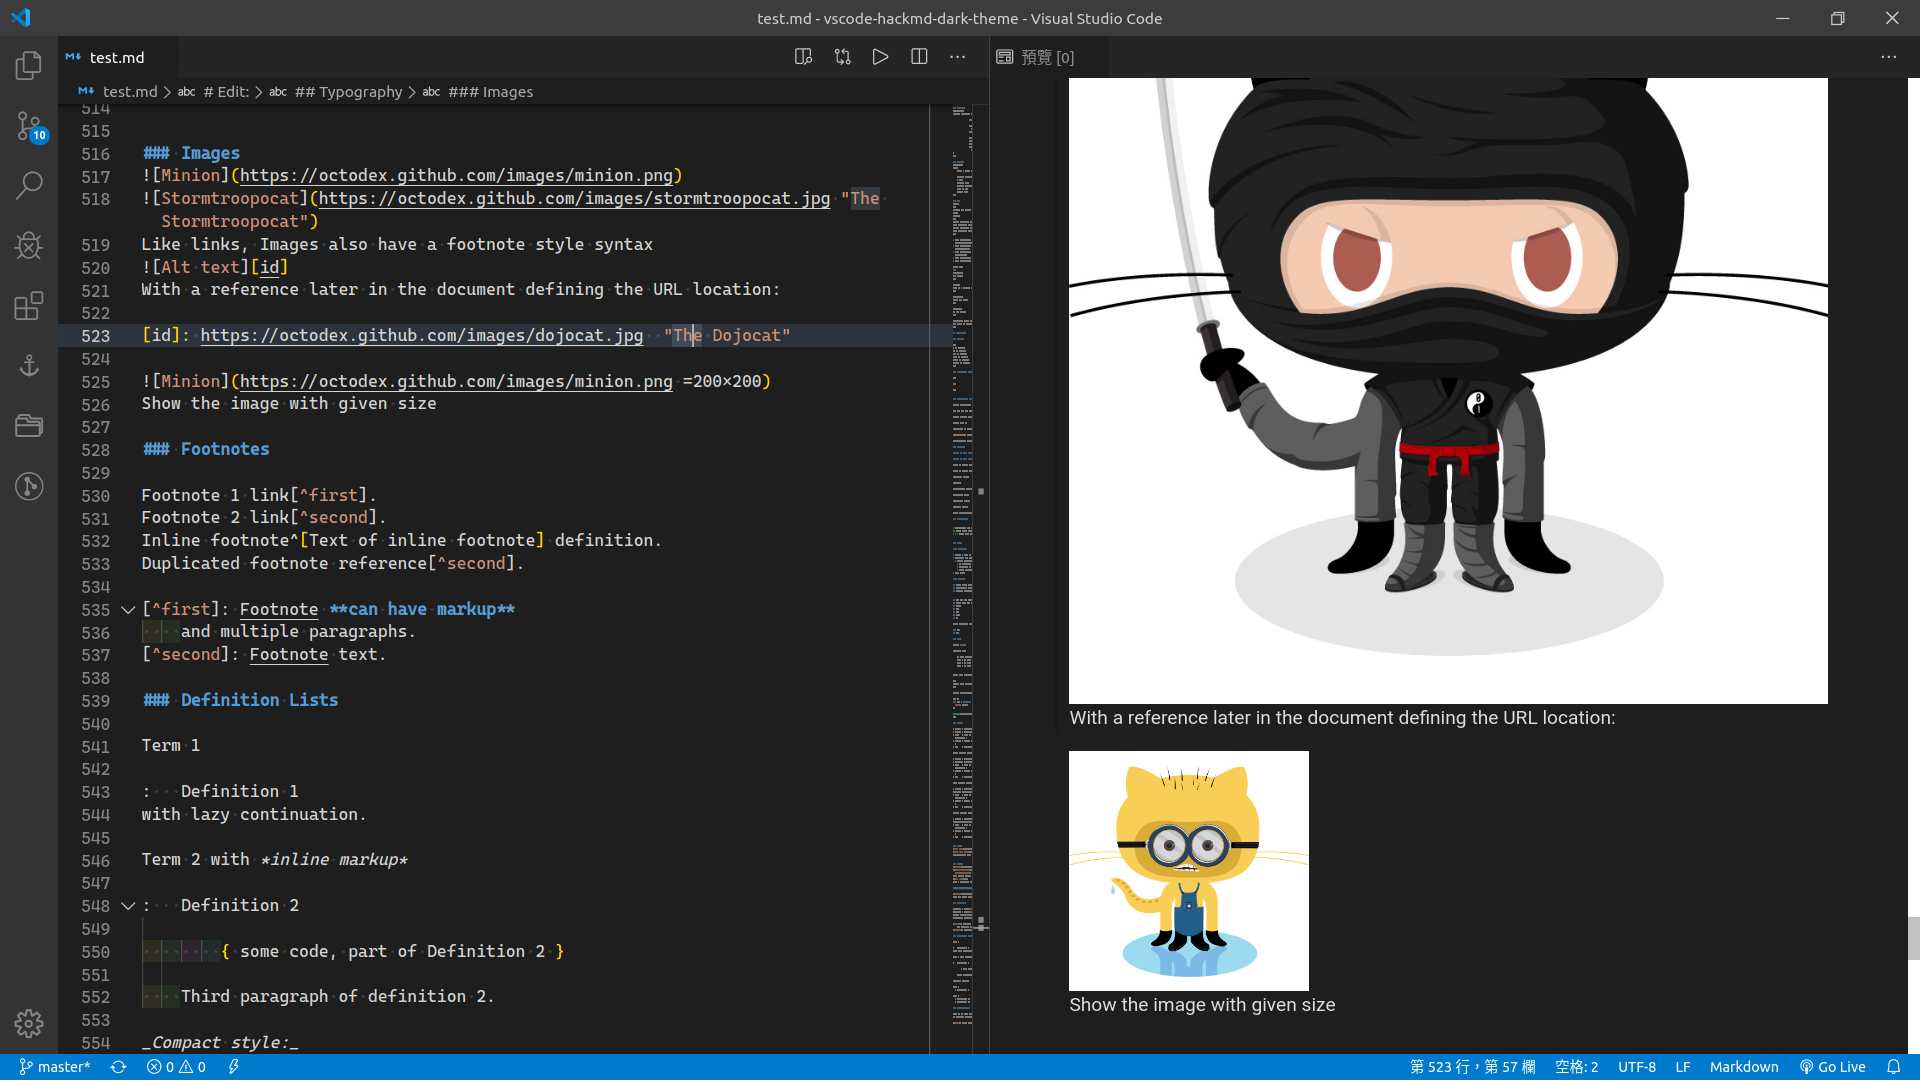 test.md - vscode-hackmd-dark-theme - Visual Studio Code
test.md
預覽 [0]
test.md > abc # Edit: > abc ## Typography > abc ### Images
10
514
515
516 ### Images
517 ![Minion](https://octodex.github.com/images/minion.png)
518 ![Stormtroopocat](https://octodex.github.com/images/stormtroopocat.jpg "The
Stormtroopocat")
519 Like links, Images also have a footnote style syntax
520 ![Alt text][id]
521 With a reference later in the document defining the URL location:
522
523 [id]: https://octodex.github.com/images/dojocat.jpg  "The Dojocat"
524
525 ![Minion](https://octodex.github.com/images/minion.png =200×200)
526 Show the image with given size
527
528 ### Footnotes
529
530 Footnote 1 link[^first].
531 Footnote 2 link[^second].
532 Inline footnote^[Text of inline footnote] definition.
533 Duplicated footnote reference[^second].
534
535 [^first]: Footnote **can have markup**
536     and multiple paragraphs.
537 [^second]: Footnote text.
538
539 ### Definition Lists
540
541 Term 1
542
543 :   Definition 1
544 with lazy continuation.
545
546 Term 2 with *inline markup*
547
548 :   Definition 2
549
550         { some code, part of Definition 2 }
551
552     Third paragraph of definition 2.
553
554 _Compact style:_
With a reference later in the document defining the URL location:
Show the image with given size
master* 0 0
第 523 行，第 57 欄 空格: 2 UTF-8 LF Markdown Go Live